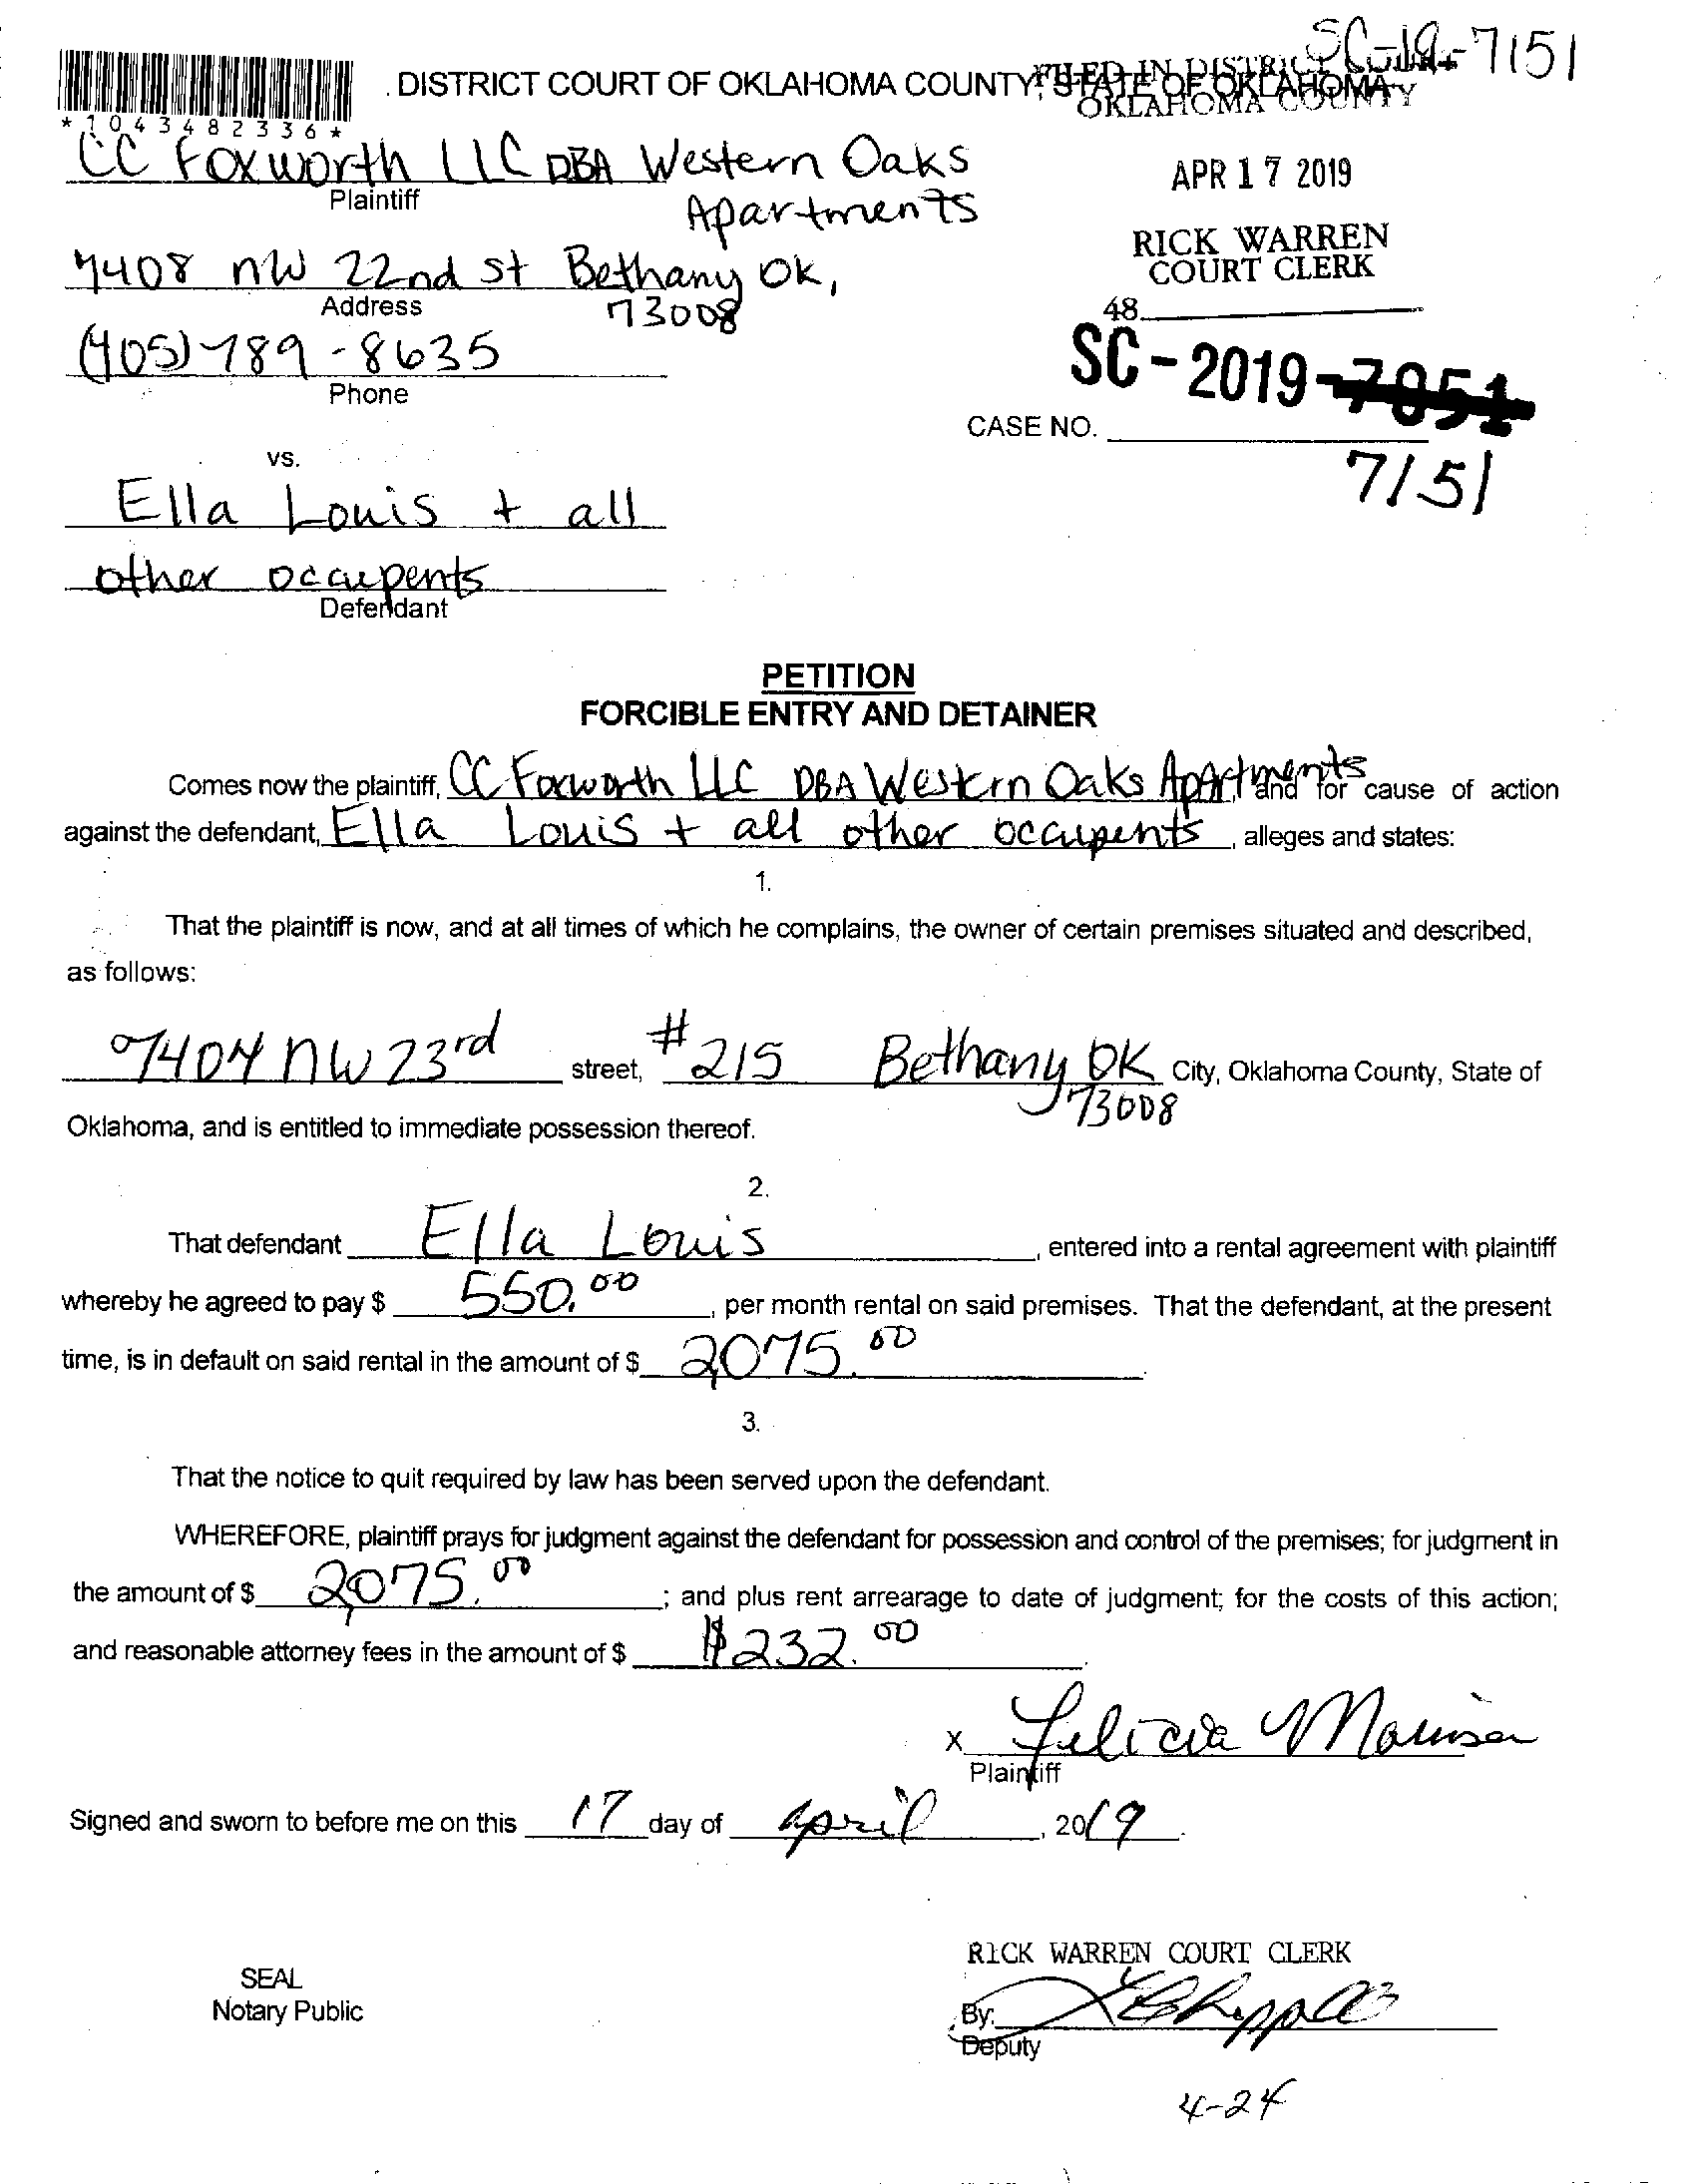 SC-19-7151
DISTRICT COURT OF OKLAHOMA COUNTY, STATE OF OKLAHOMA
FILED IN DISTRICT COURT
OKLAHOMA COUNTY
*1043482336*
CC Foxworth LLC DBA Western Oaks
Apartments
Plaintiff
APR 17 2019
RICK WARREN
COURT CLERK
7408 NW 22nd St Bethany OK,
73008
Address
48
(405)789-8635
Phone
SC-2019-7051
CASE NO.
7151
vs.
Ella Louis + all
other occupents
Defendant
PETITION
FORCIBLE ENTRY AND DETAINER
Comes now the plaintiff, CC Foxworth LLC DBA Western Oaks Apartments, and for cause of action
against the defendant, Ella Louis + all other occupents, alleges and states:
1.
That the plaintiff is now, and at all times of which he complains, the owner of certain premises situated and described,
as follows:
7404 NW 23rd street, #215 Bethany OK City, Oklahoma County, State of
73008
Oklahoma, and is entitled to immediate possession thereof.
2.
That defendant Ella Louis, entered into a rental agreement with plaintiff
whereby he agreed to pay $ 550.00, per month rental on said premises. That the defendant, at the present
time, is in default on said rental in the amount of $ 2,075.00.
3.
That the notice to quit required by law has been served upon the defendant.
WHEREFORE, plaintiff prays for judgment against the defendant for possession and control of the premises; for judgment in
the amount of $ 2,075.00; and plus rent arrearage to date of judgment; for the costs of this action;
and reasonable attorney fees in the amount of $ $232.00.
x Felicia Morrison
Plaintiff
Signed and sworn to before me on this 17 day of April, 2019.
RICK WARREN COURT CLERK
SEAL
Notary Public
By:
Deputy
4-24